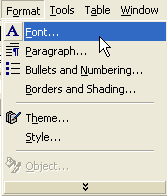 Format Tools Table Window
A Font...
Paragraph...
Bullets and Numbering...
Borders and Shading...
Theme...
Style...
Object...